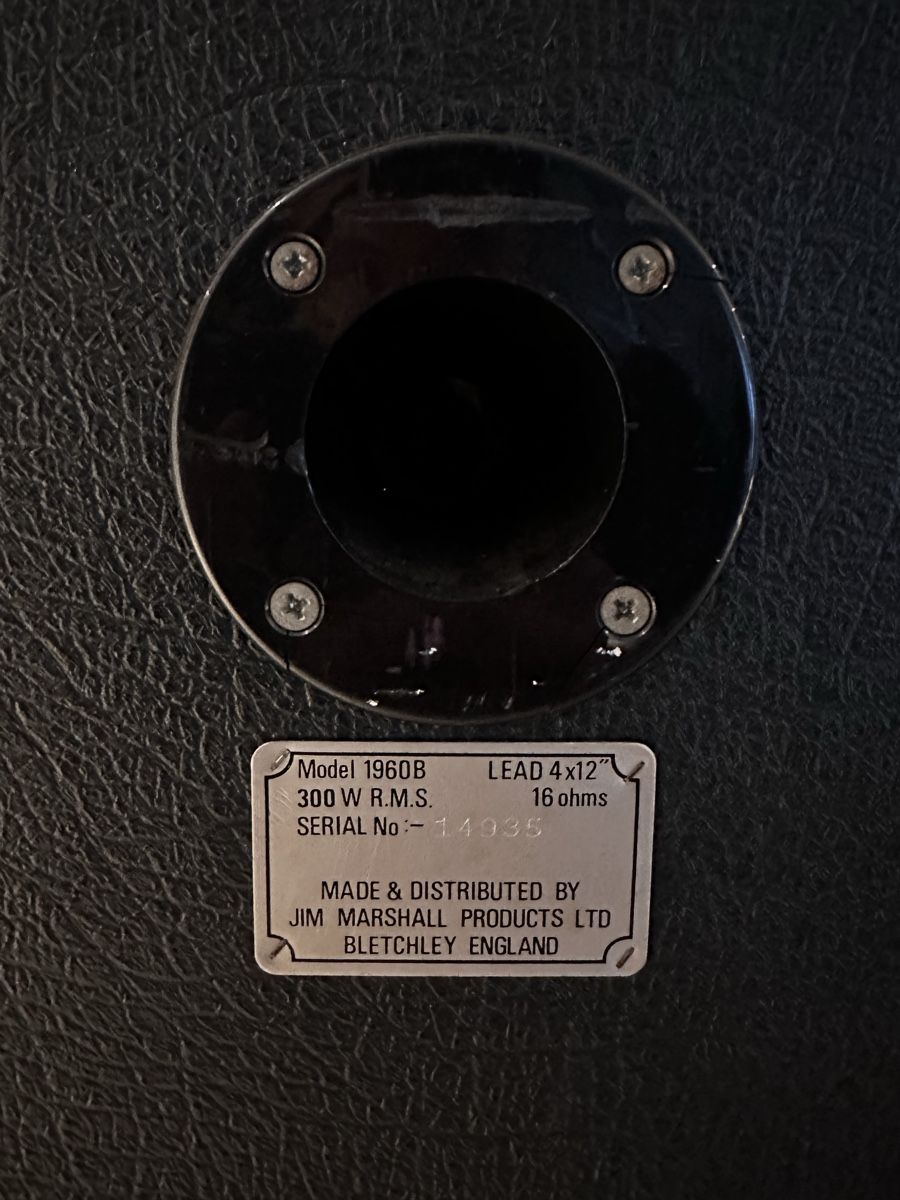 Model 1960B LEAD 4x12"
300 W R.M.S. 16 ohms
SERIAL No :- 14935
MADE & DISTRIBUTED BY
JIM MARSHALL PRODUCTS LTD
BLETCHLEY ENGLAND